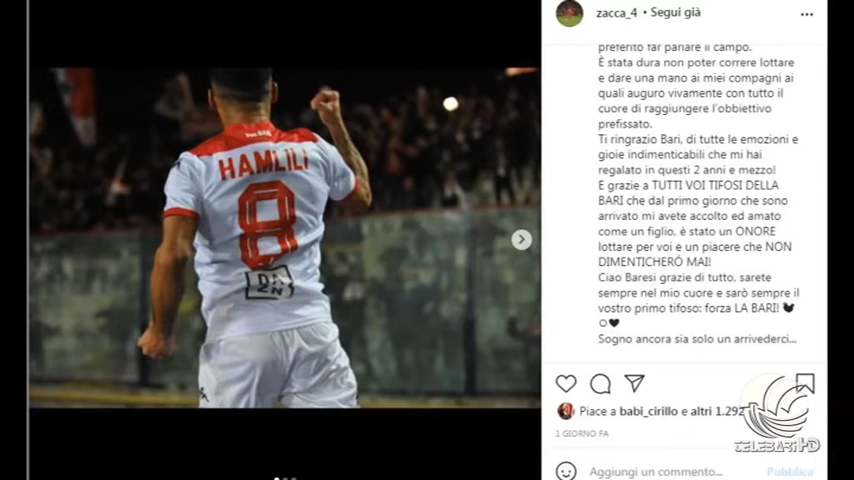 zacca_4 • Segui già
preferito far parlare il campo.
È stata dura non poter correre lottare
e dare una mano ai miei compagni ai
quali auguro vivamente con tutto il
cuore di raggiungere l'obbiettivo
prefissato.
Ti ringrazio Bari, di tutte le emozioni e
gioie indimenticabili che mi hai
regalato in questi 2 anni e mezzo!
E grazie a TUTTI VOI TIFOSI DELLA
BARI che dal primo giorno che sono
arrivato mi avete accolto ed amato
come un figlio, è stato un ONORE
lottare per voi e un piacere che NON
DIMENTICHERÓ MAI!
Ciao Baresi grazie di tutto, sarete
sempre nel mio cuore e sarò sempre il
vostro primo tifoso: forza LA BARI!
Sogno ancora sia solo un arrivederci...
Piace a babi_cirillo e altri 1.292
1 GIORNO FA
Aggiungi un commento...
Pubblica
HAMLILI
8
DAZN
TELEBARI HD